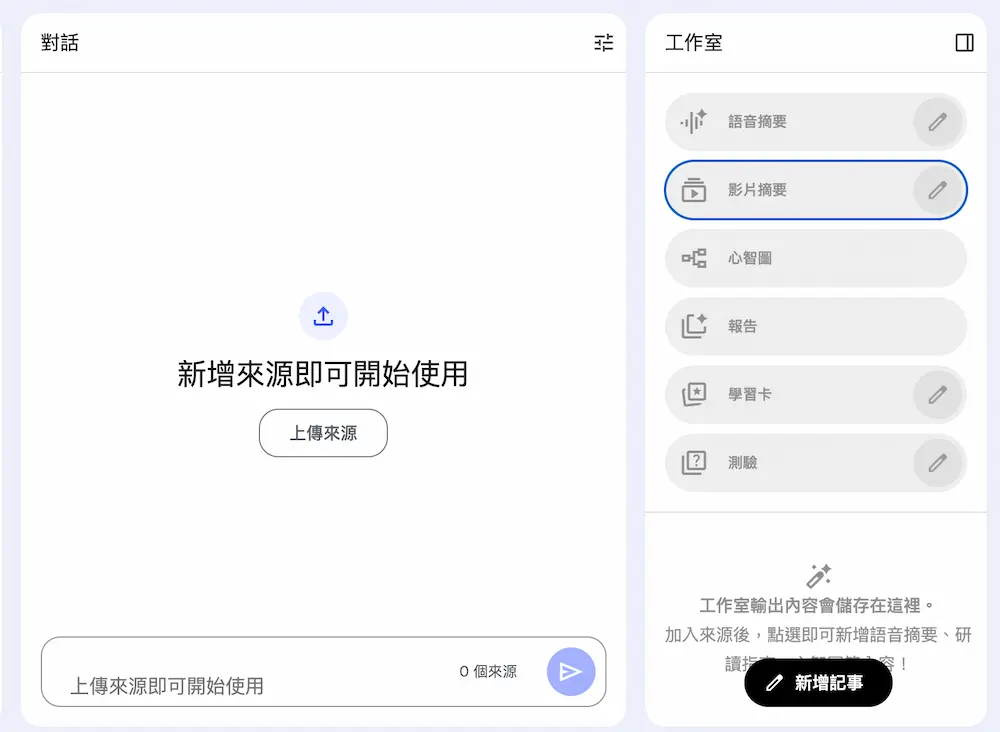 對話
新增來源即可開始使用
上傳來源
上傳來源即可開始使用
0 個來源
工作室
語音摘要
影片摘要
心智圖
報告
學習卡
測驗
工作室輸出內容會儲存在這裡。
加入來源後，點選即可新增語音摘要、研
讀 容！
新增記事